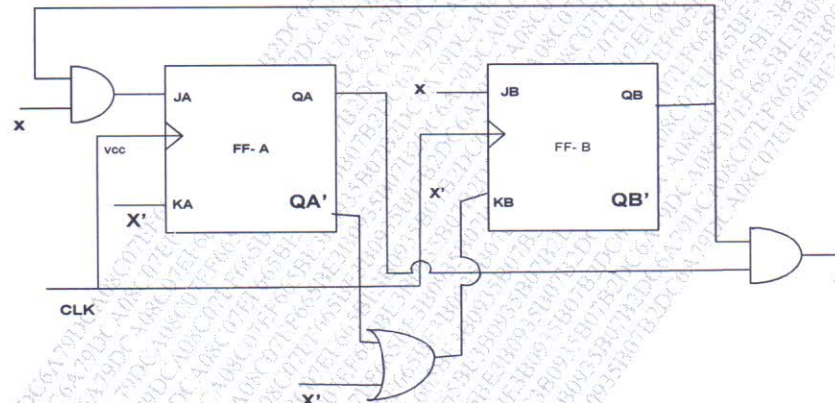 JA
QA
x
JB
QB
x
vcc
FF- A
FF- B
X'
KA
QA'
X'
KB
QB'
CLK
X'